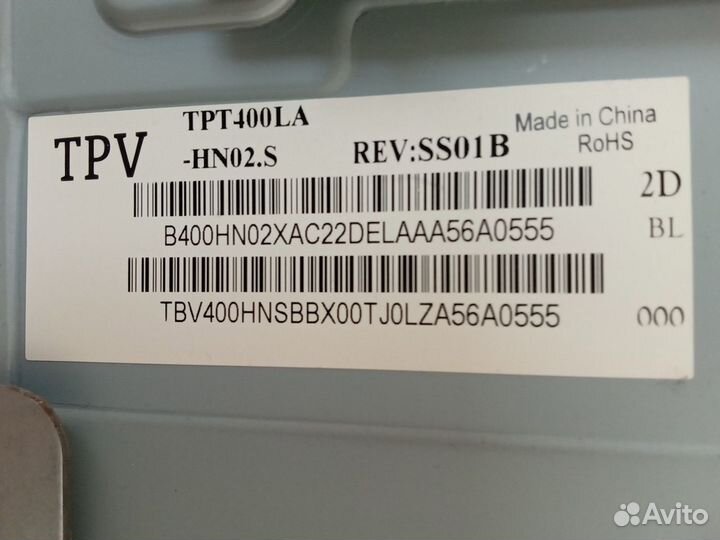 TPV
TPT400LA
-HN02.S
REV:SS01B
Made in China
RoHS
B400HN02XAC22DELAAA56A0555
2D
BL
TBV400HNSBBX00TJ0LZA56A0555
000
Avito